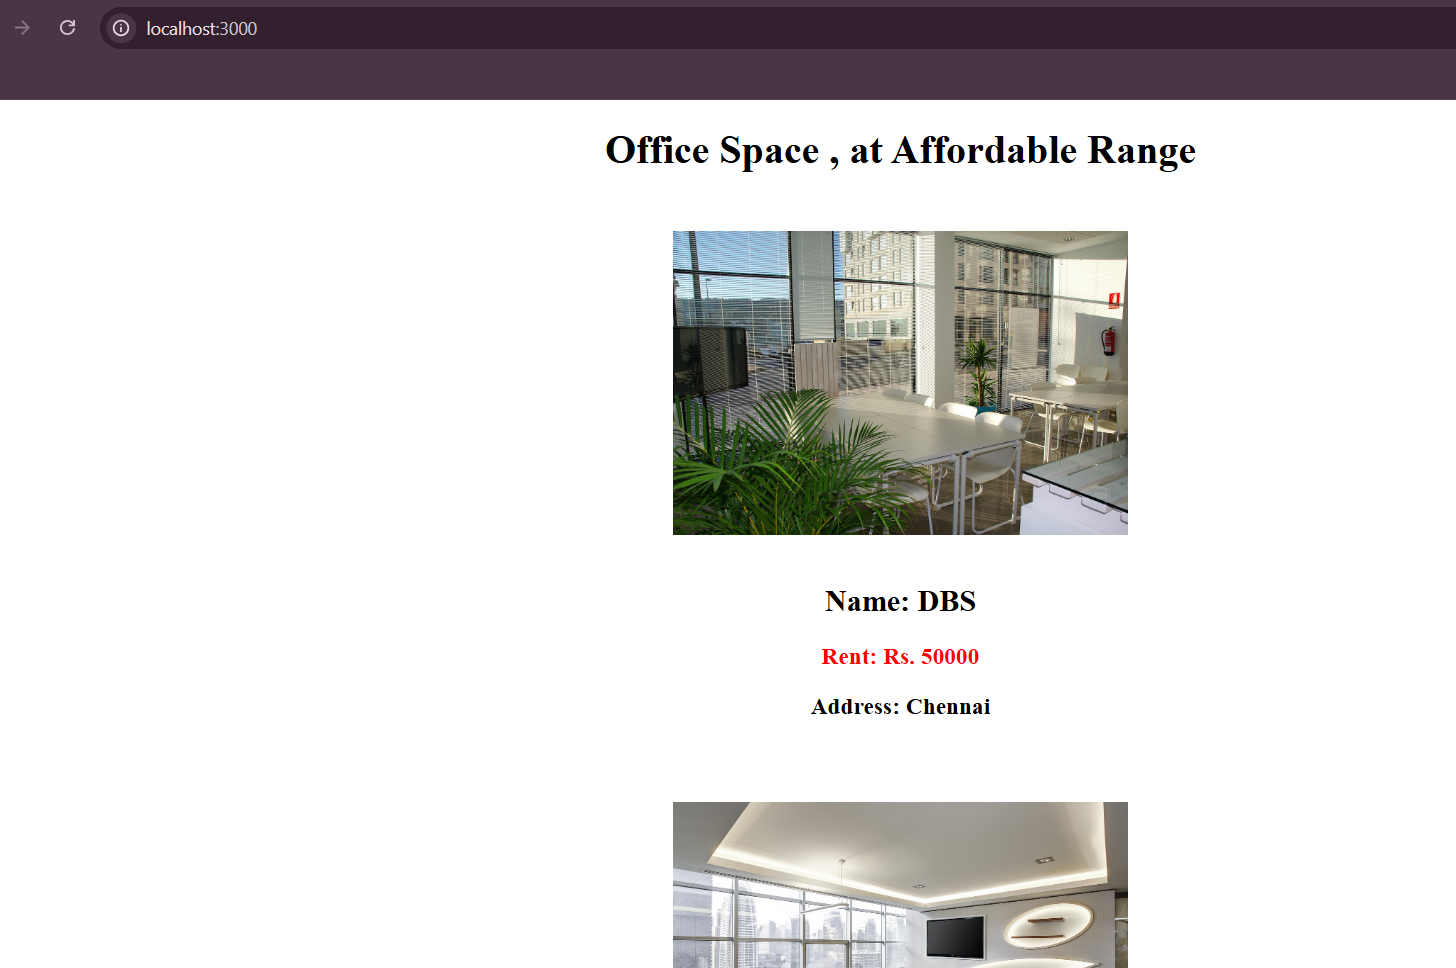 localhost:3000
Office Space , at Affordable Range
Name: DBS
Rent: Rs. 50000
Address: Chennai